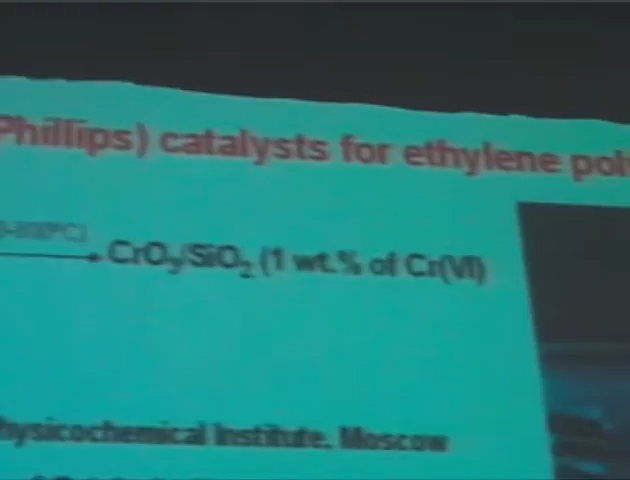 Phillips) catalysts for ethylene pol
CrO₃/SiO₂ (1 wt.% of Cr(VI)
hysicochemical Institute, Moscow